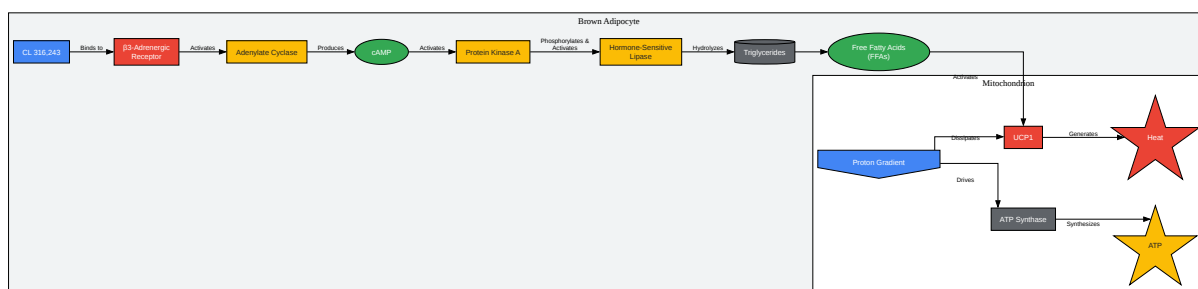 Brown Adipocyte
CL 316,243
Binds to
β3-Adrenergic
Receptor
Activates
Adenylate Cyclase
Produces
cAMP
Activates
Protein Kinase A
Phosphorylates &
Activates
Hormone-Sensitive
Lipase
Hydrolyzes
Triglycerides
Free Fatty Acids
(FFAs)
Activates
Mitochondrion
Proton Gradient
Dissipates
UCP1
Generates
Heat
Drives
ATP Synthase
Synthesizes
ATP